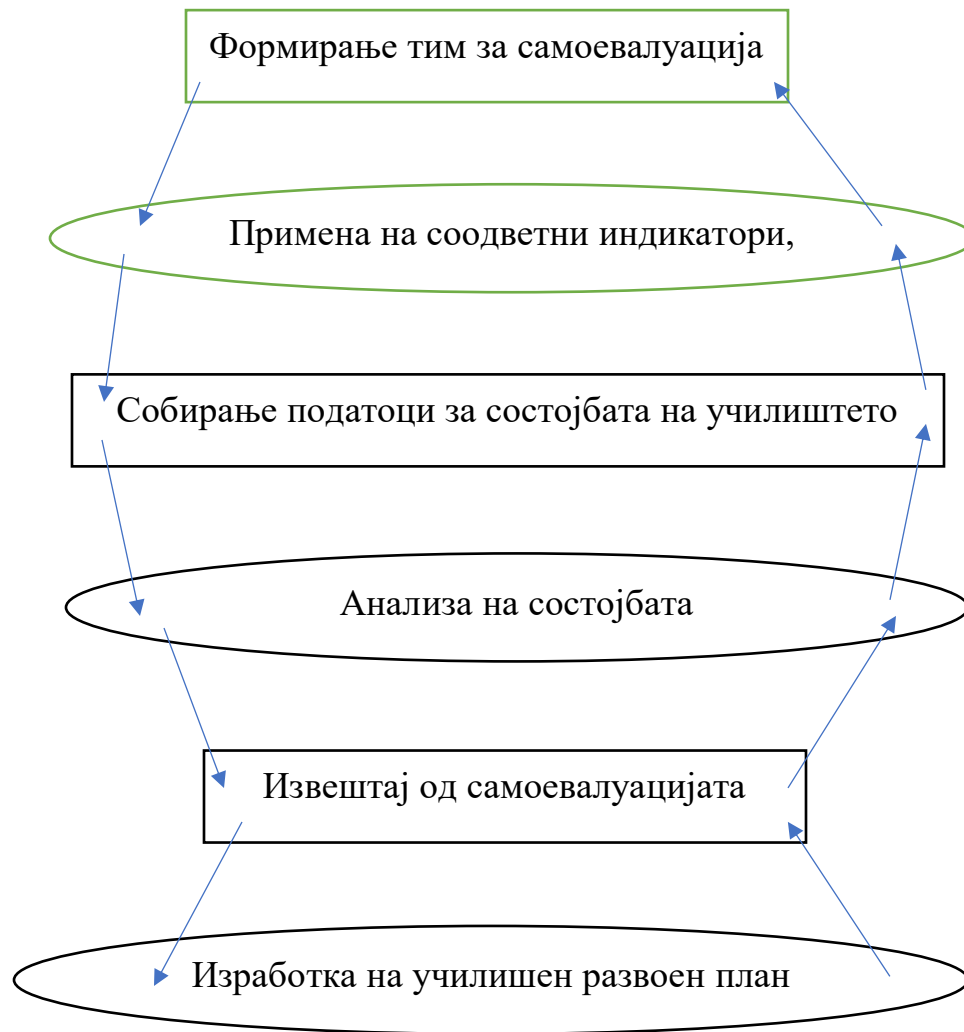 Формирање тим за самоевалуација
Примена на соодветни индикатори,
Собирање податоци за состојбата на училиштето
Анализа на состојбата
Извештај од самоевалуацијата
Изработка на училишен развоен план